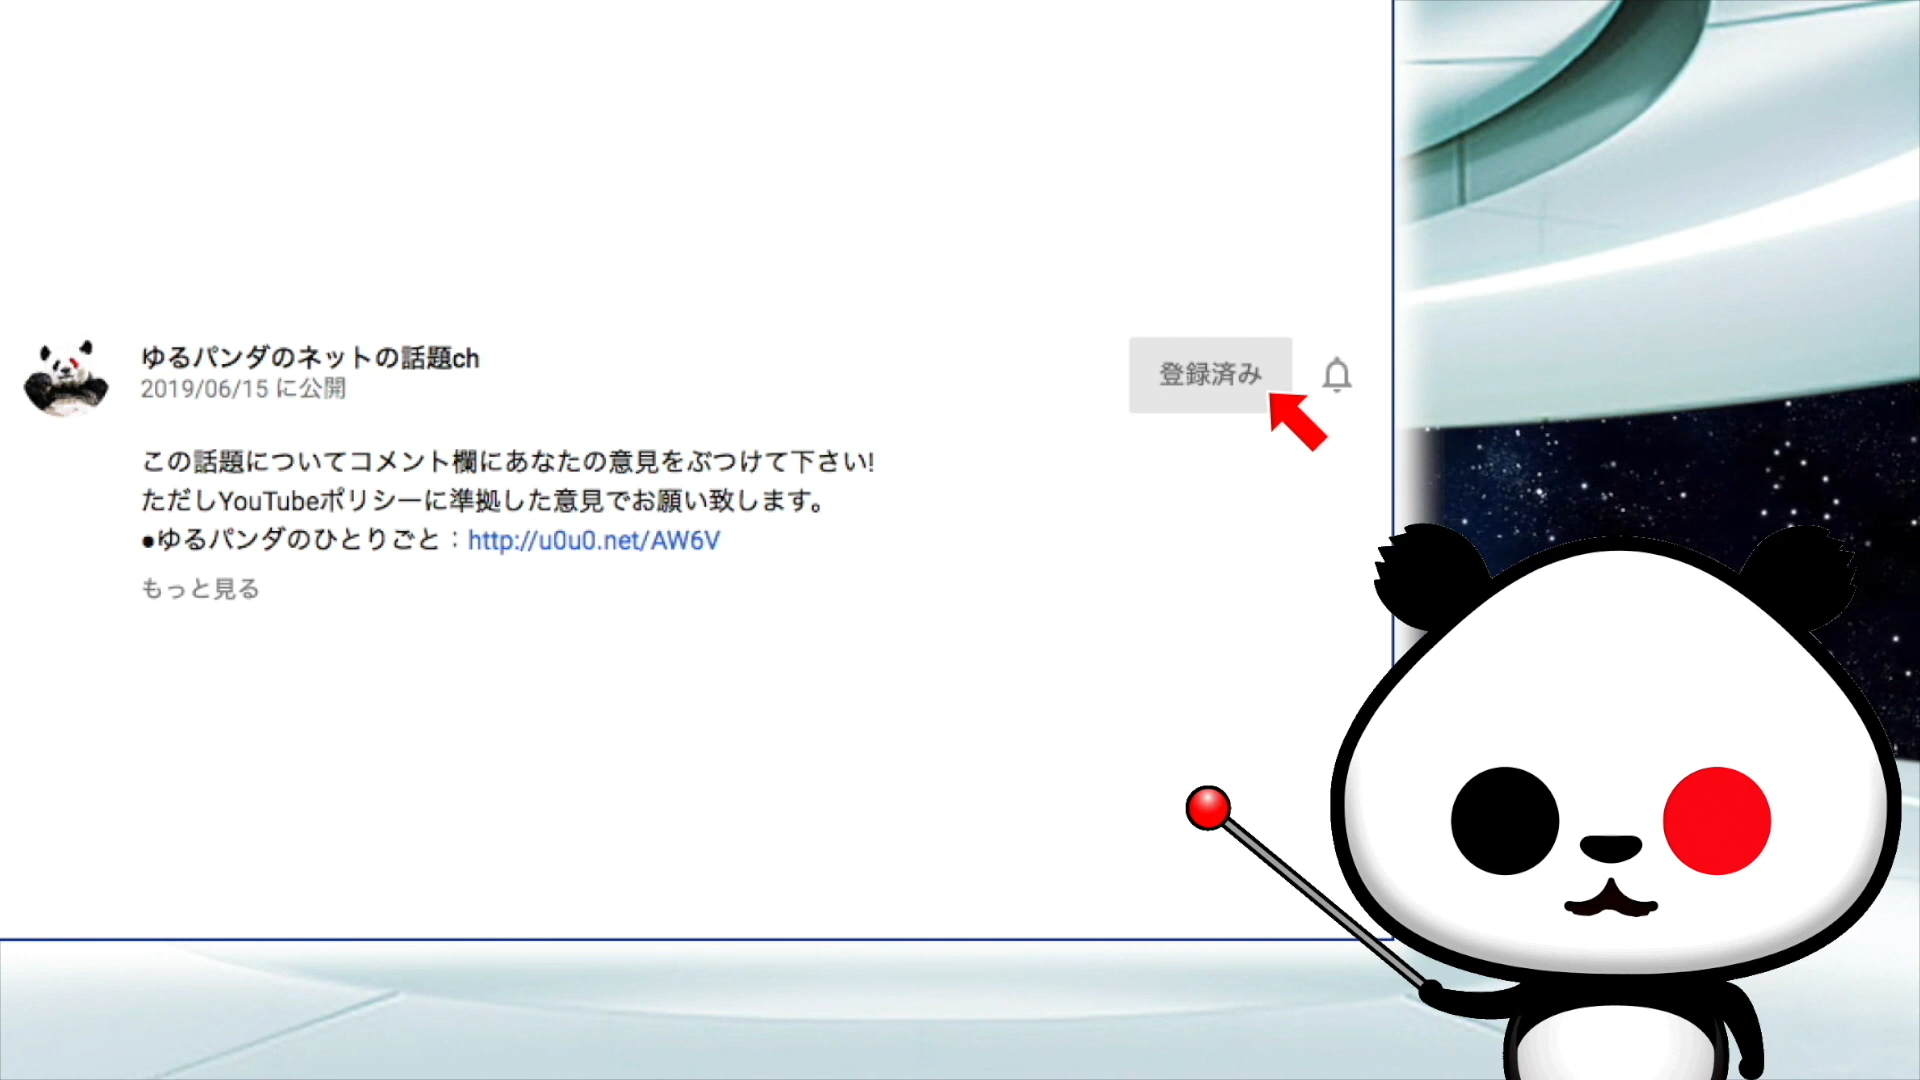 ゆるパンダのネットの話題ch
2019/06/15 に公開
登録済み
この話題についてコメント欄にあなたの意見をぶつけて下さい!
ただしYouTubeポリシーに準拠した意見でお願い致します。
●ゆるパンダのひとりごと：http://u0u0.net/AW6V
もっと見る